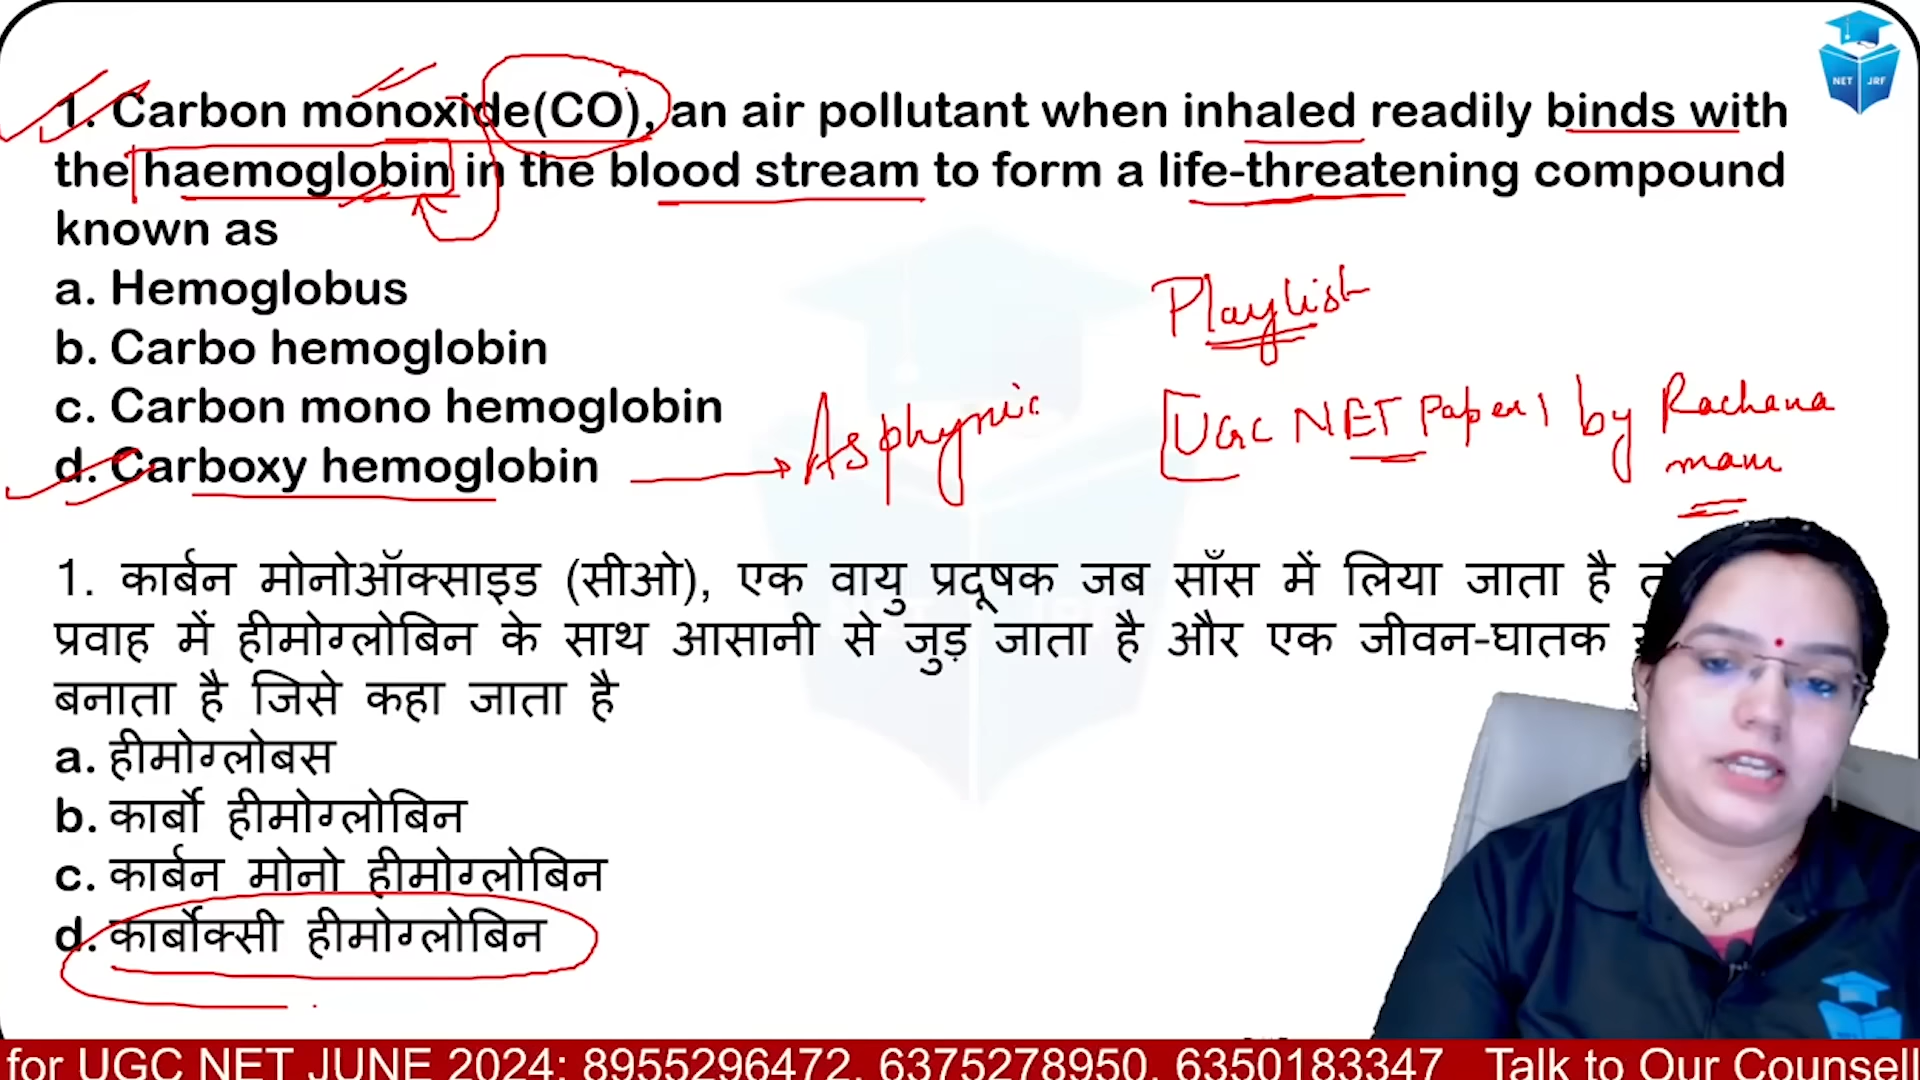 NET JRF
1. Carbon monoxide(CO), an air pollutant when inhaled readily binds with
the haemoglobin in the blood stream to form a life-threatening compound
known as
a. Hemoglobus
b. Carbo hemoglobin
c. Carbon mono hemoglobin
d. Carboxy hemoglobin
Playlist
UGC NET Paper 1 by Rachana
mam
1. कार्बन मोनोऑक्साइड (सीओ), एक वायु प्रदूषक जब साँस में लिया जाता है
प्रवाह में हीमोग्लोबिन के साथ आसानी से जुड़ जाता है और एक जीवन-घातक
बनाता है जिसे कहा जाता है
a. हीमोग्लोबस
b. कार्बो हीमोग्लोबिन
c. कार्बन मोनो हीमोग्लोबिन
d. कार्बोक्सी हीमोग्लोबिन
for UGC NET JUNE 2024: 8955296472, 6375278950, 6350183347 Talk to Our Counsell